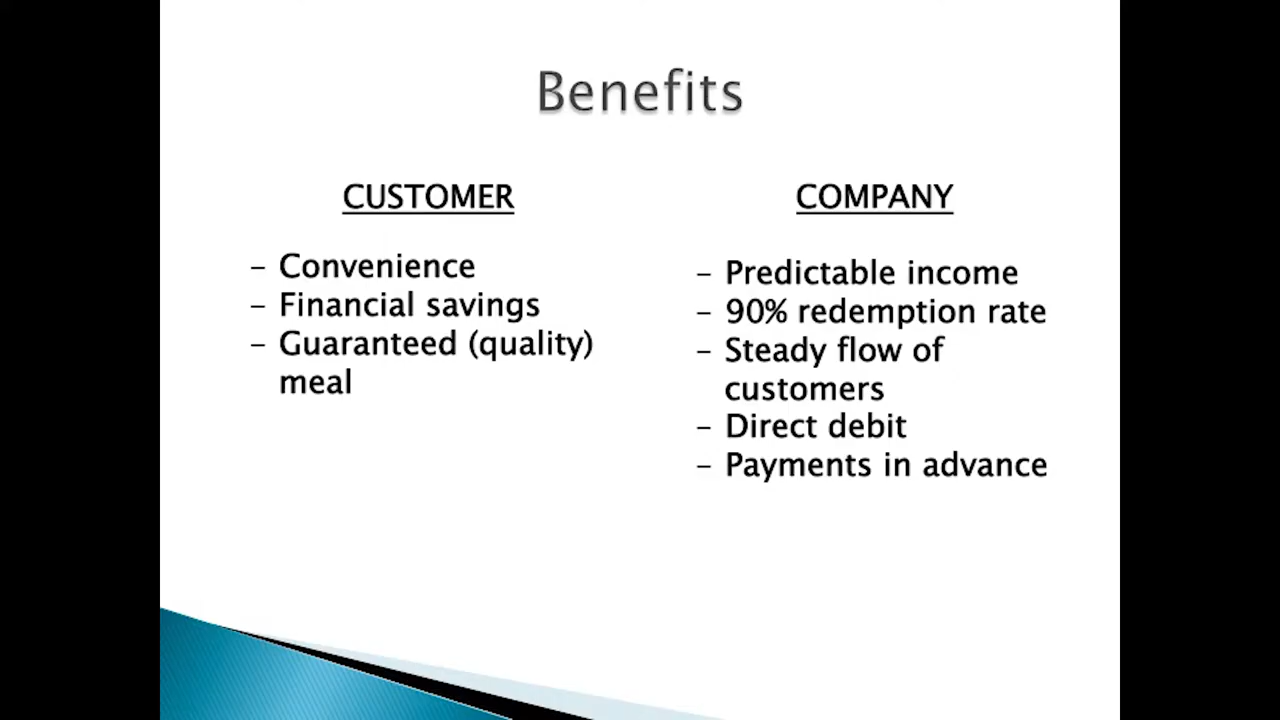 Benefits
CUSTOMER
– Convenience
– Financial savings
– Guaranteed (quality)
meal
COMPANY
– Predictable income
– 90% redemption rate
– Steady flow of
customers
– Direct debit
– Payments in advance